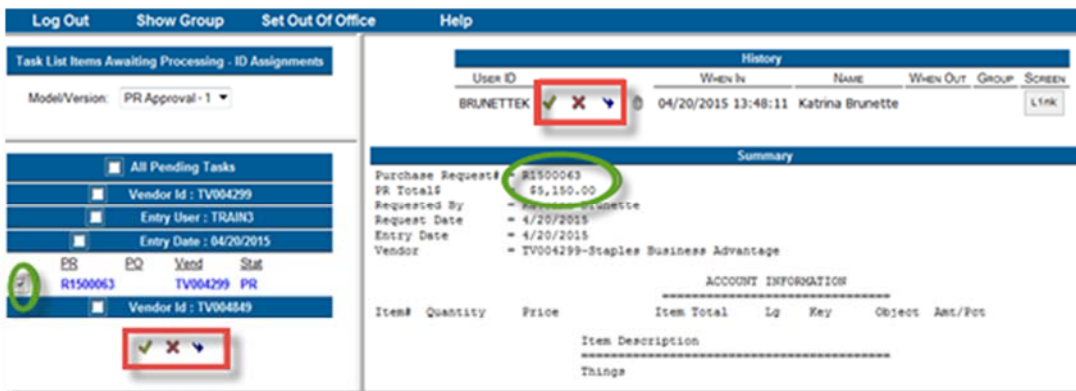 Log Out Show Group Set Out Of Office Help
Task List Items Awaiting Processing - ID Assignments
Model/Version: PR Approval - 1
All Pending Tasks
Vendor Id : TV004299
Entry User : TRAIN3
Entry Date : 04/20/2015
PR PO Vend Stat
R1500063 TV004299 PR
Vendor Id : TV004849
History
USER ID WHEN IN NAME WHEN OUT GROUP SCREEN
BRUNETTEK 04/20/2015 13:48:11 Katrina Brunette Link
Summary
Purchase Request# = R1500063
PR Total$ $5,150.00
Requested By = Katrina Brunette
Request Date = 4/20/2015
Entry Date = 4/20/2015
Vendor = TV004299-Staples Business Advantage
ACCOUNT INFORMATION
Item# Quantity Price Item Total Lg Key Object Amt/Pct
Item Description
Things